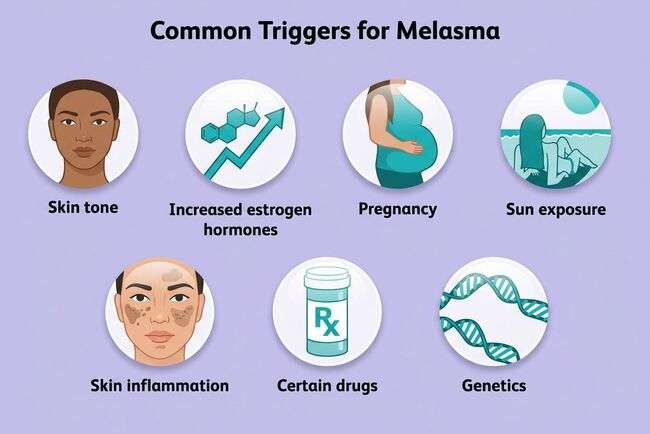 Common Triggers for Melasma
Skin tone
Increased estrogen
hormones
Pregnancy
Sun exposure
Rx
Skin inflammation
Certain drugs
Genetics